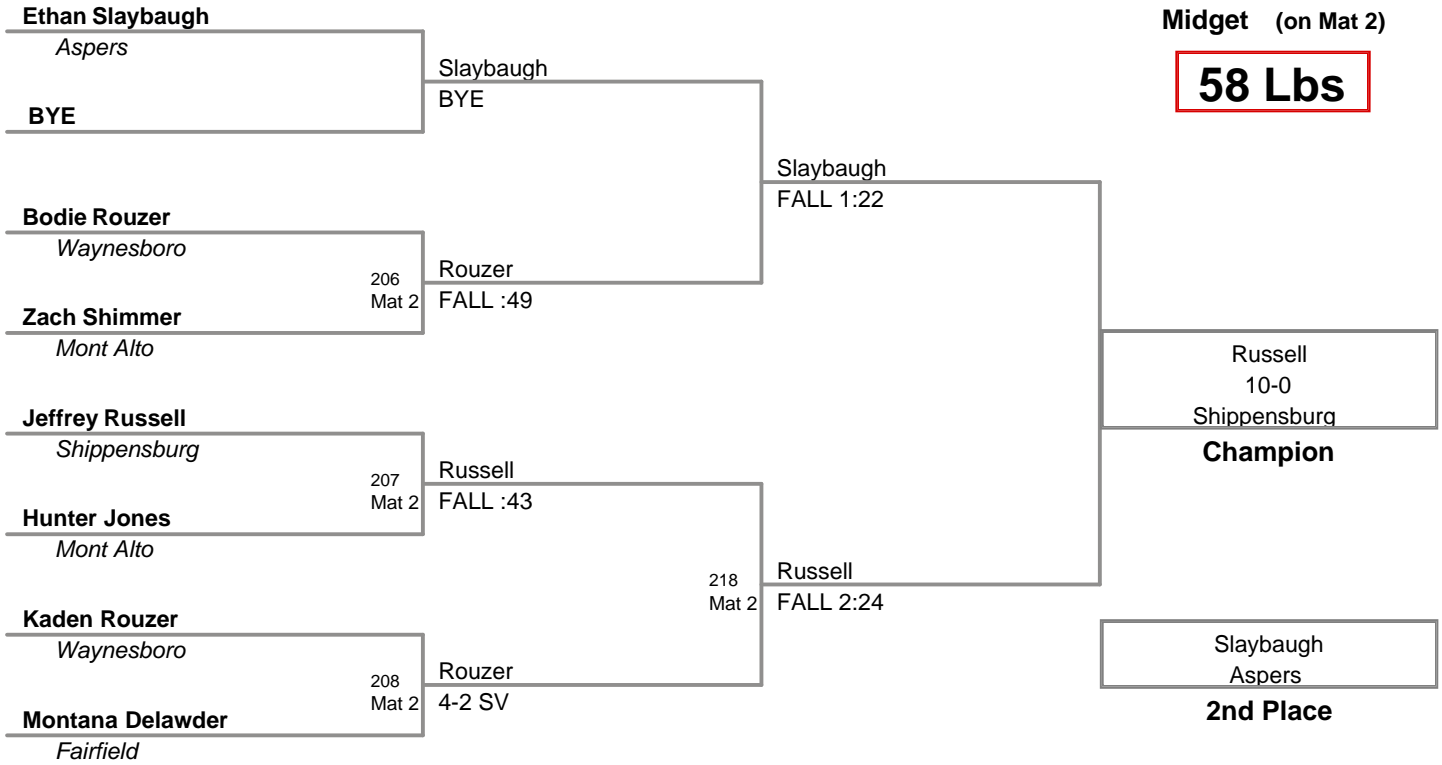 Ethan Slaybaugh
Aspers
BYE
Bodie Rouzer
Waynesboro
Zach Shimmer
Mont Alto
Jeffrey Russell
Shippensburg
Hunter Jones
Mont Alto
Kaden Rouzer
Waynesboro
Montana Delawder
Fairfield
Slaybaugh
BYE
206
Mat 2
Rouzer
FALL :49
207
Mat 2
Russell
FALL :43
208
Mat 2
Rouzer
4-2 SV
Slaybaugh
FALL 1:22
218
Mat 2
Russell
FALL 2:24
Midget (on Mat 2)
58 Lbs
Russell
10-0
Shippensburg
Champion
Slaybaugh
Aspers
2nd Place